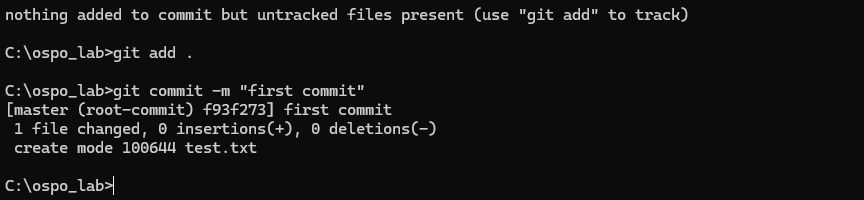 nothing added to commit but untracked files present (use "git add" to track)
C:\ospo_lab>git add .
C:\ospo_lab>git commit -m "first commit"
[master (root-commit) f93f273] first commit
1 file changed, 0 insertions(+), 0 deletions(-)
create mode 100644 test.txt
C:\ospo_lab>